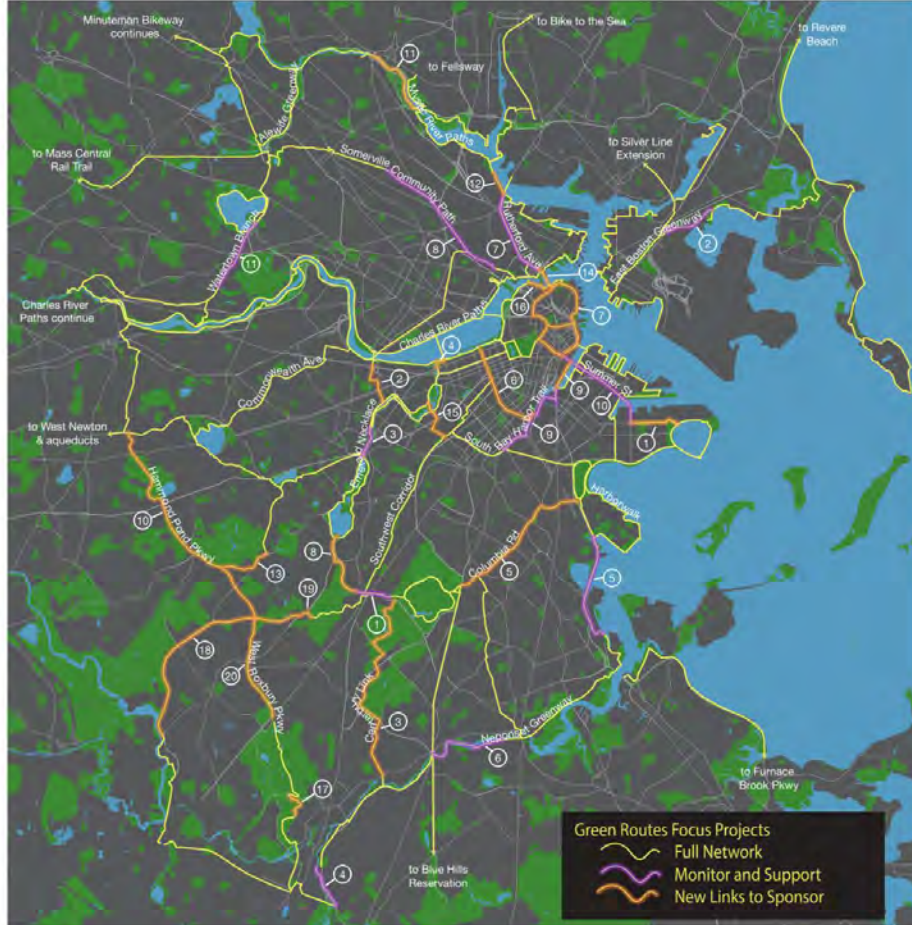 Minuteman Bikeway
continues
to Bike to the Sea
to Revere
Beach
11
to Fellsway
Alewife Greenway
Mystic River Paths
to Mass Central
Rail Trail
Somerville Community Path
to Silver Line
Extension
12
Rutherford Ave
7
8
East Boston Greenway
2
Watertown Branch
11
14
16
7
Charles River
Paths continue
Charles River Paths
4
Commonwealth Ave
2
6
Summer St
9
10
1
15
to West Newton
& aqueducts
Emerald Necklace
3
South Bay Harbor Trail
9
Hammond Pond Pkwy
10
Southwest Corridor
Harborwalk
8
Columbia Rd
5
5
13
19
1
18
20
West Roxbury Pkwy
3
Neponset Greenway
6
17
to Furnace
Brook Pkwy
4
to Blue Hills
Reservation
Green Routes Focus Projects
Full Network
Monitor and Support
New Links to Sponsor